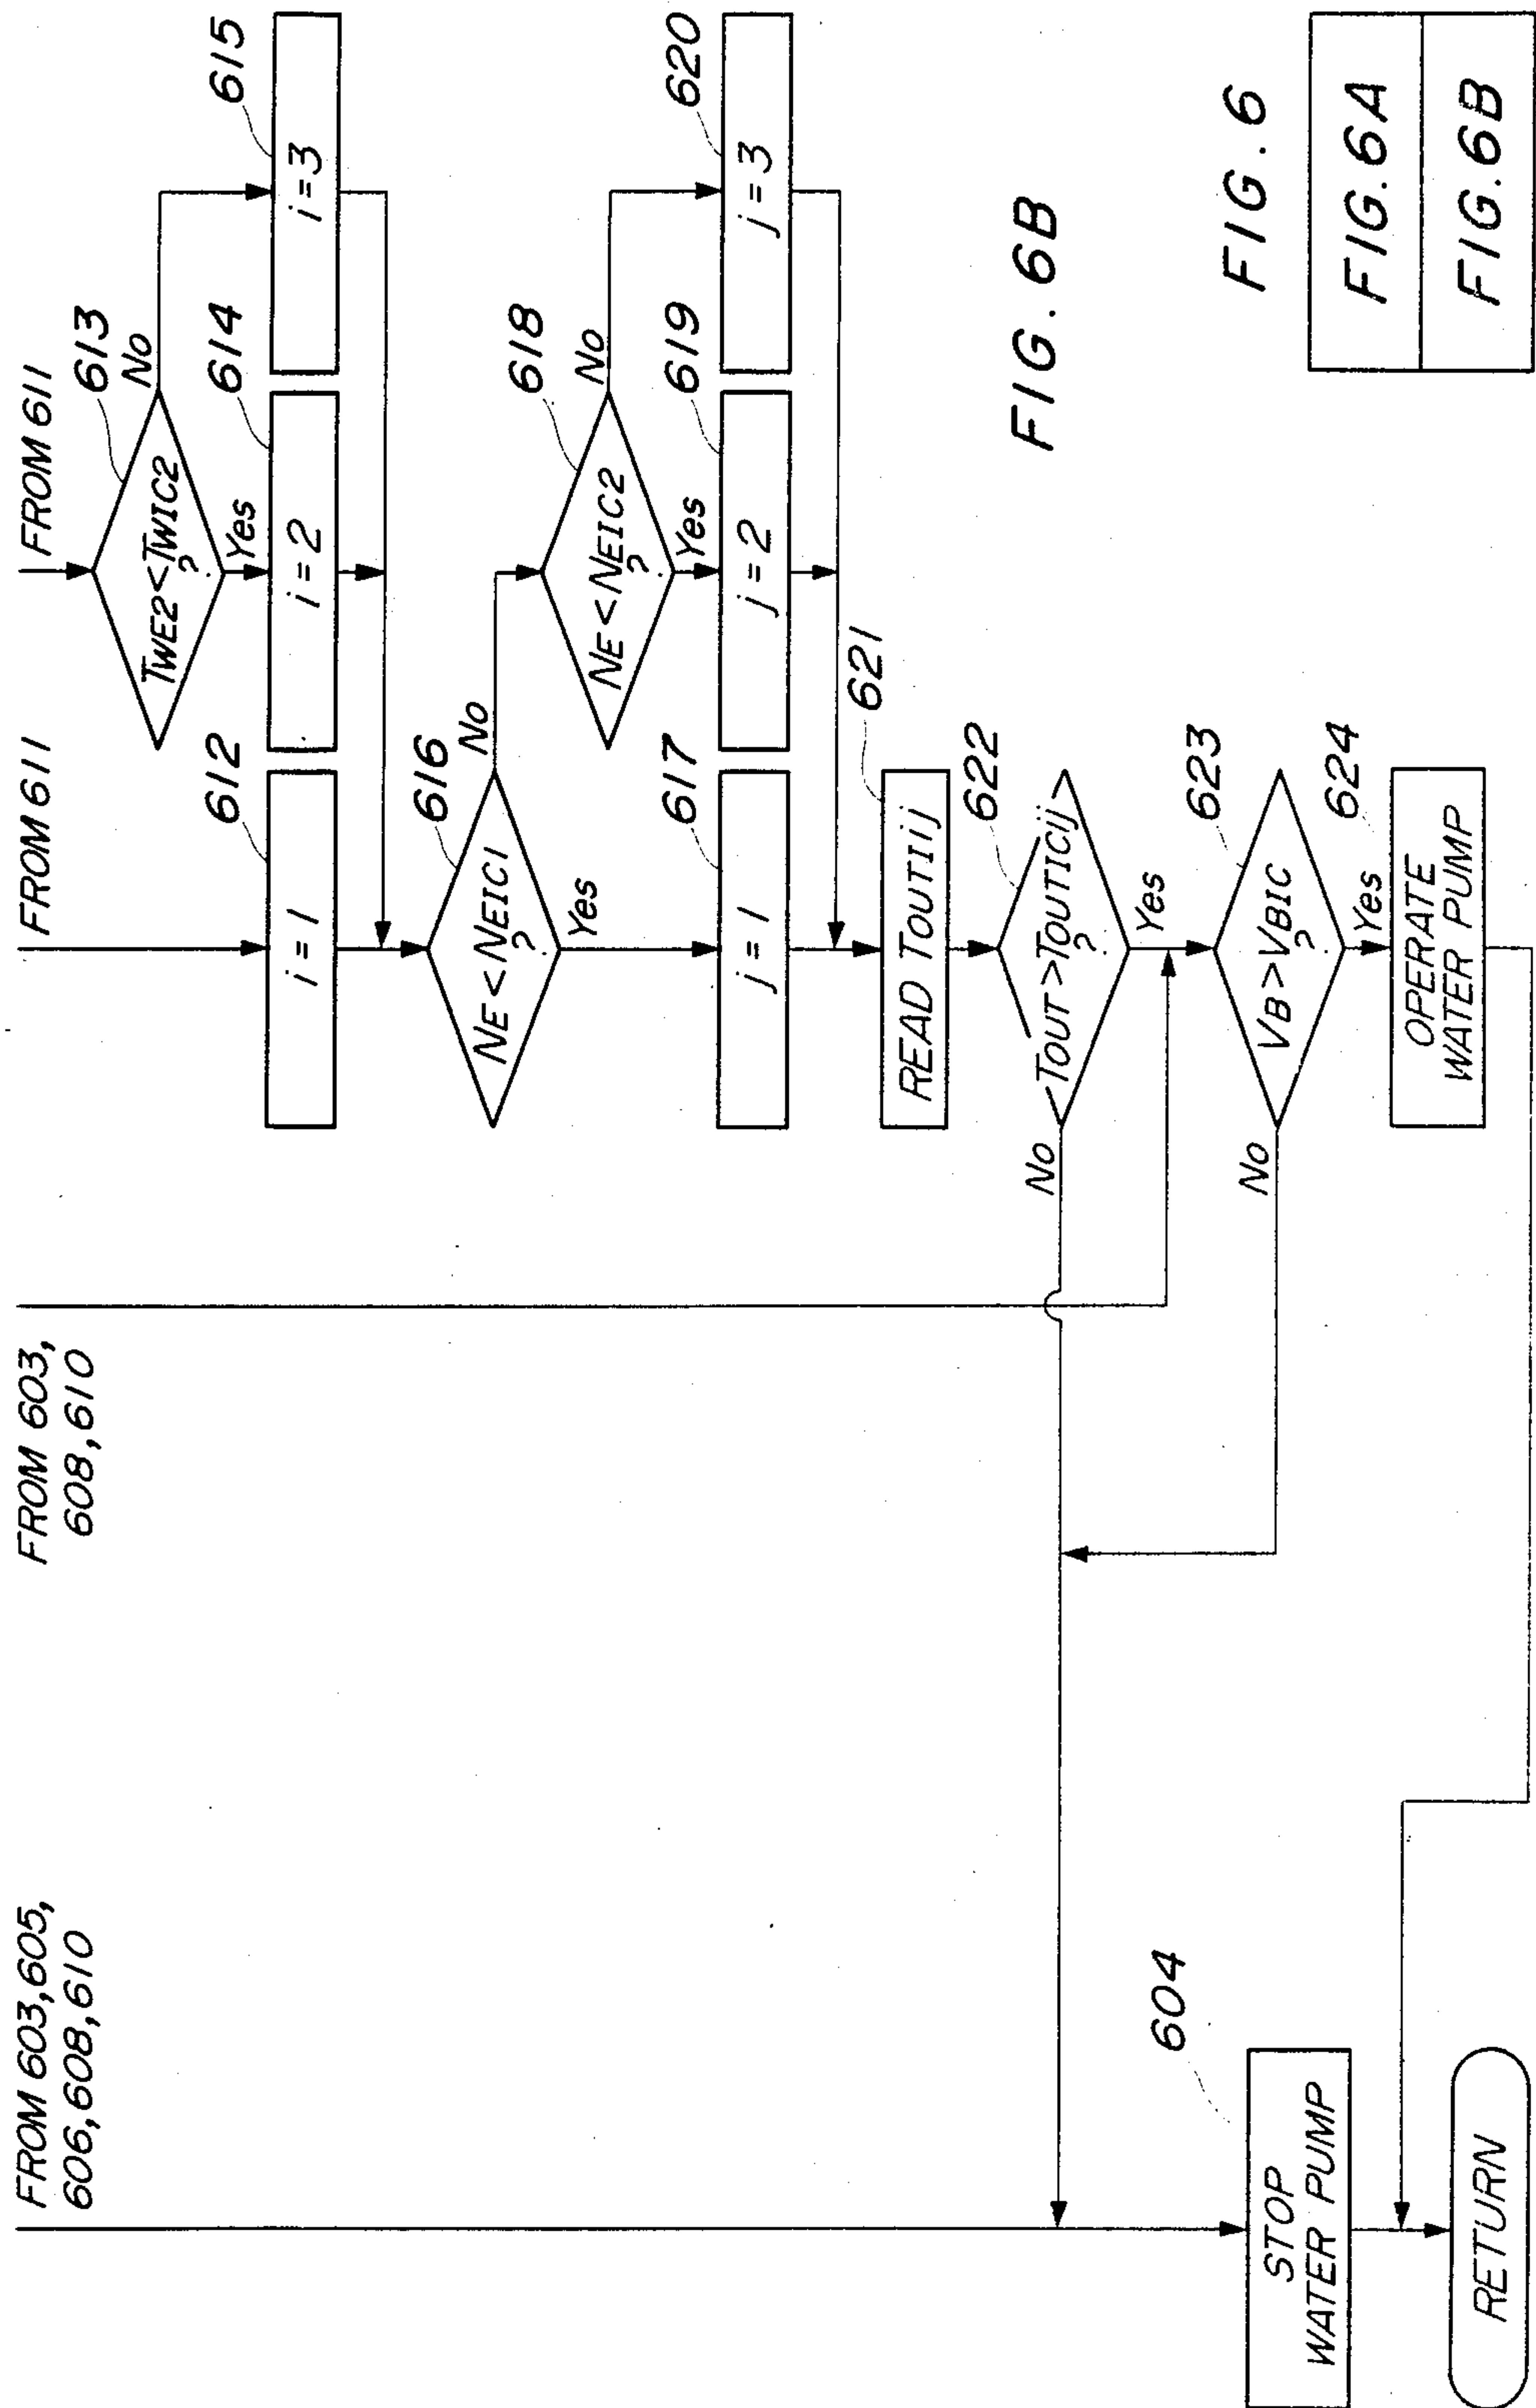 FROM 603,605,
606,608,610
FROM 603,
608,610
FROM 611
FROM 611
613
TWE2<TWIC2
?
No
Yes
612
i=1
614
i=2
615
i=3
616
NE<NEIC1
?
No
Yes
618
NE<NEIC2
?
No
Yes
617
j=1
619
j=2
620
j=3
621
READ TOUTIij
622
TOUT>TOUTICij
?
No
Yes
623
VB>VBIC
?
No
Yes
604
STOP
WATER PUMP
624
OPERATE
WATER PUMP
RETURN
FIG. 6B
FIG. 6
FIG. 6A
FIG. 6B